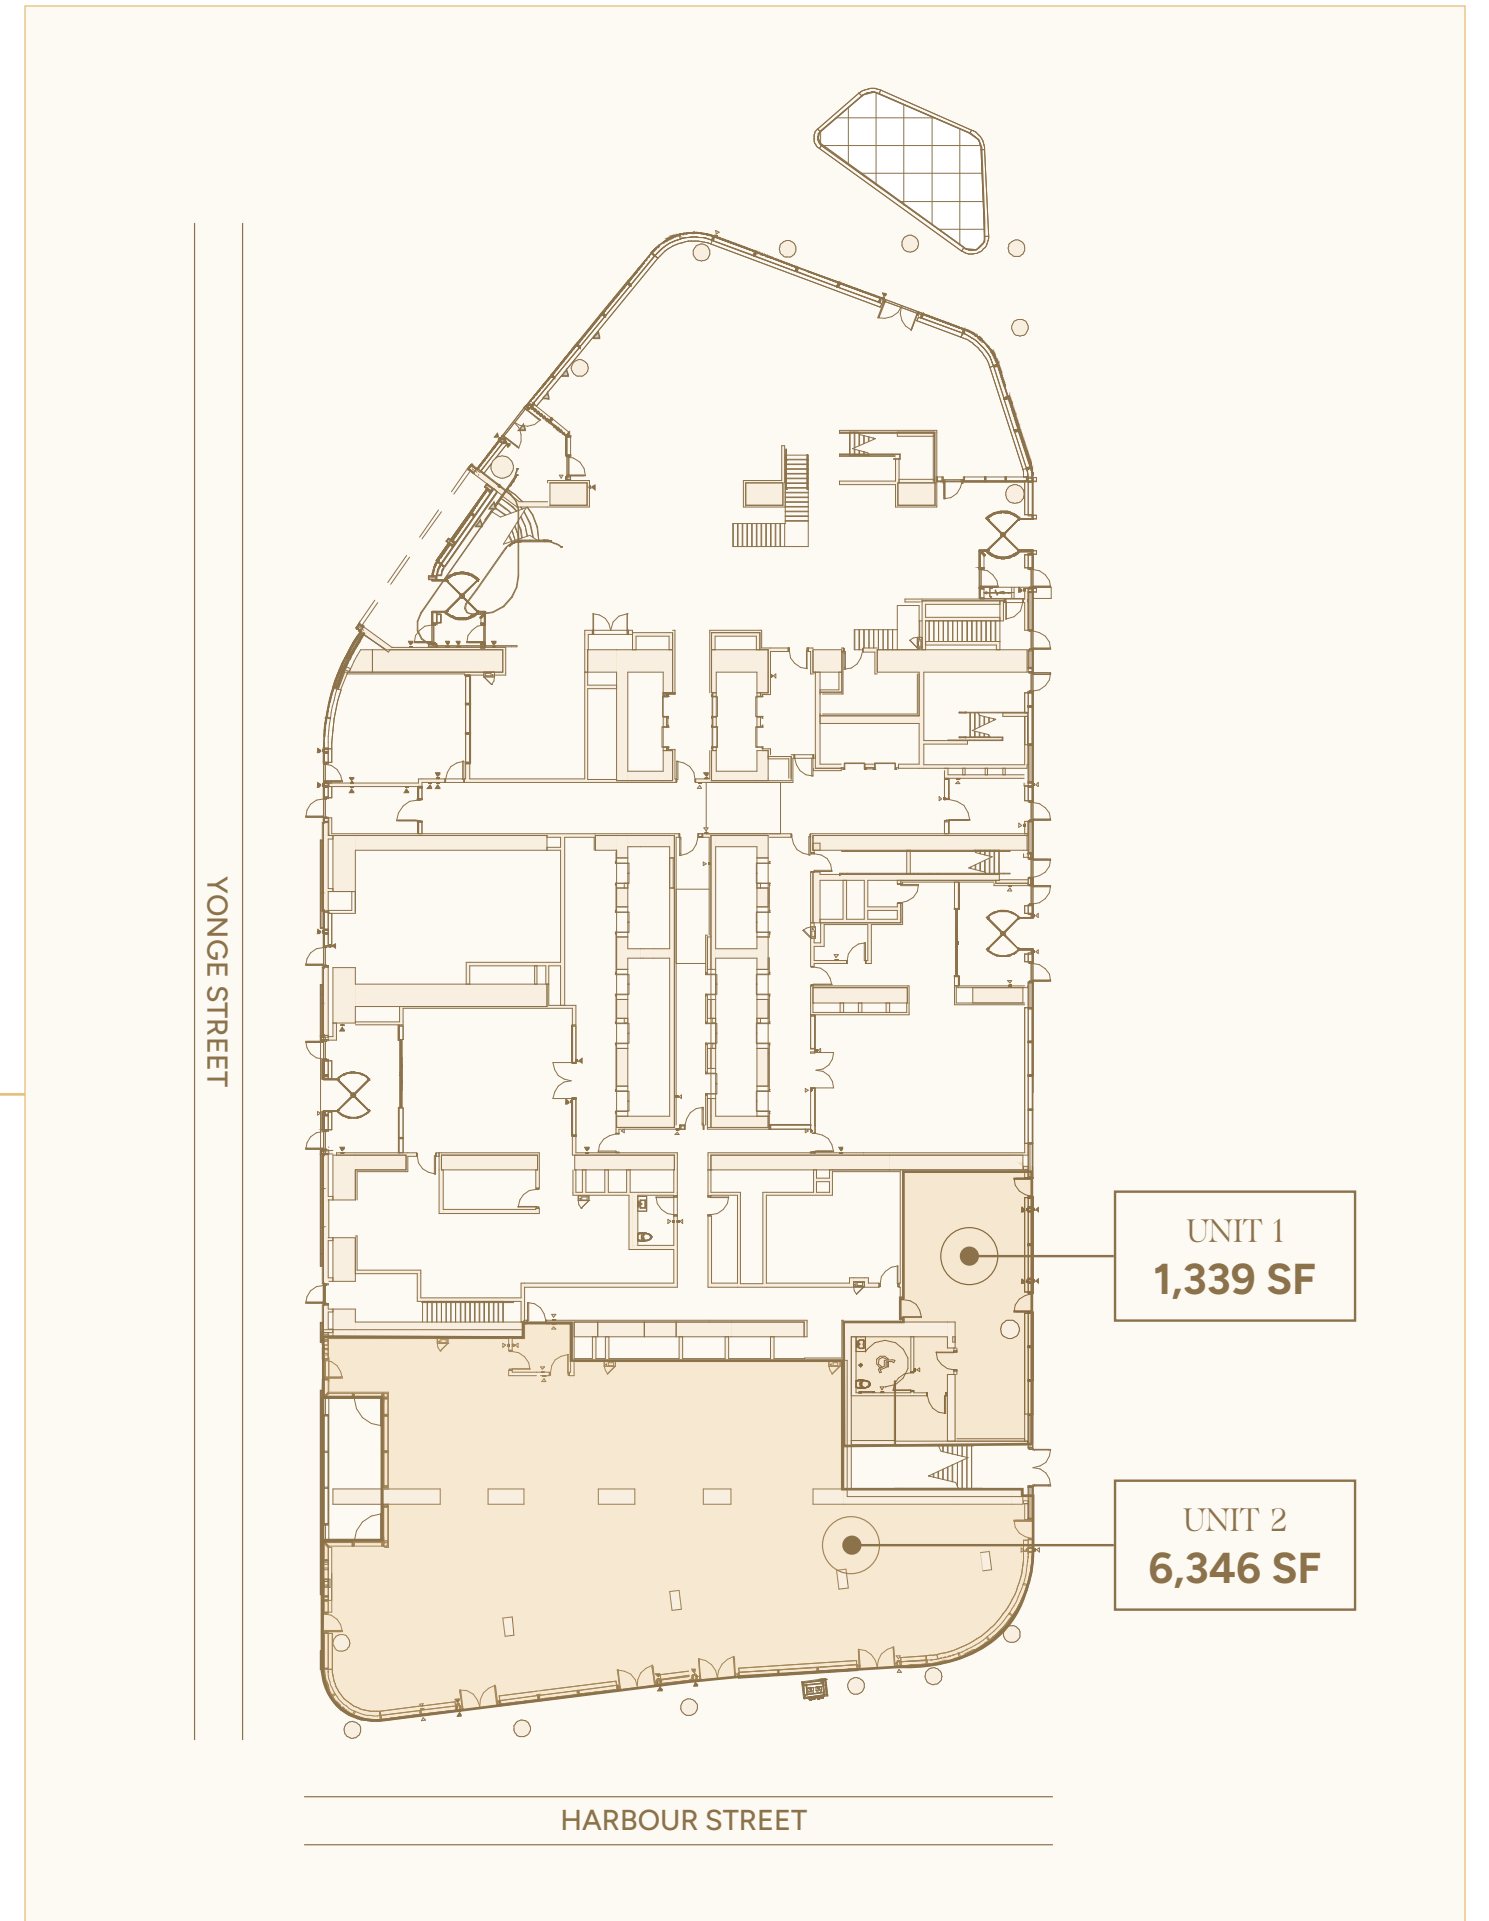 YONGE STREET
UNIT 1
1,339 SF
UNIT 2
6,346 SF
HARBOUR STREET